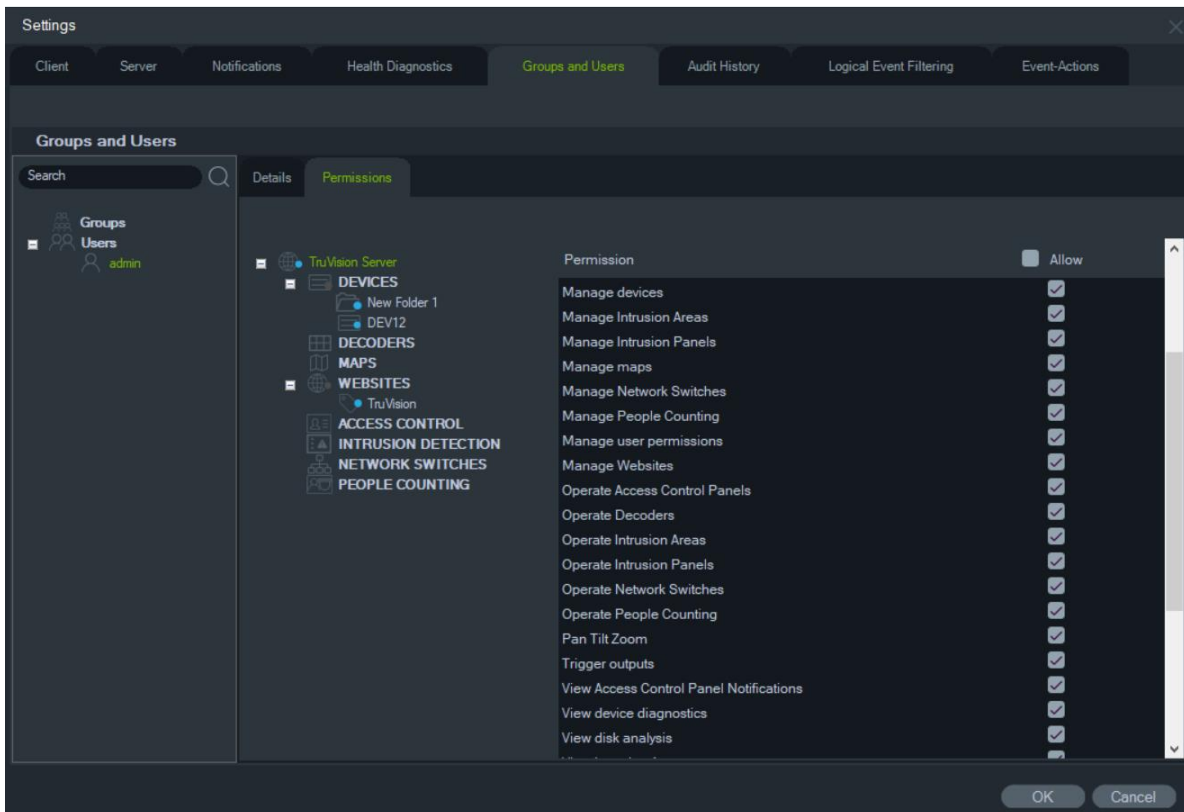 Settings
Client Server Notifications Health Diagnostics Groups and Users Audit History Logical Event Filtering Event-Actions
Groups and Users
Search
Groups
Users
admin
Details Permissions
TruVision Server
DEVICES
New Folder 1
DEV12
DECODERS
MAPS
WEBSITES
TruVision
ACCESS CONTROL
INTRUSION DETECTION
NETWORK SWITCHES
PEOPLE COUNTING
Permission Allow
Manage devices
Manage Intrusion Areas
Manage Intrusion Panels
Manage maps
Manage Network Switches
Manage People Counting
Manage user permissions
Manage Websites
Operate Access Control Panels
Operate Decoders
Operate Intrusion Areas
Operate Intrusion Panels
Operate Network Switches
Operate People Counting
Pan Tilt Zoom
Trigger outputs
View Access Control Panel Notifications
View device diagnostics
View disk analysis
OK Cancel